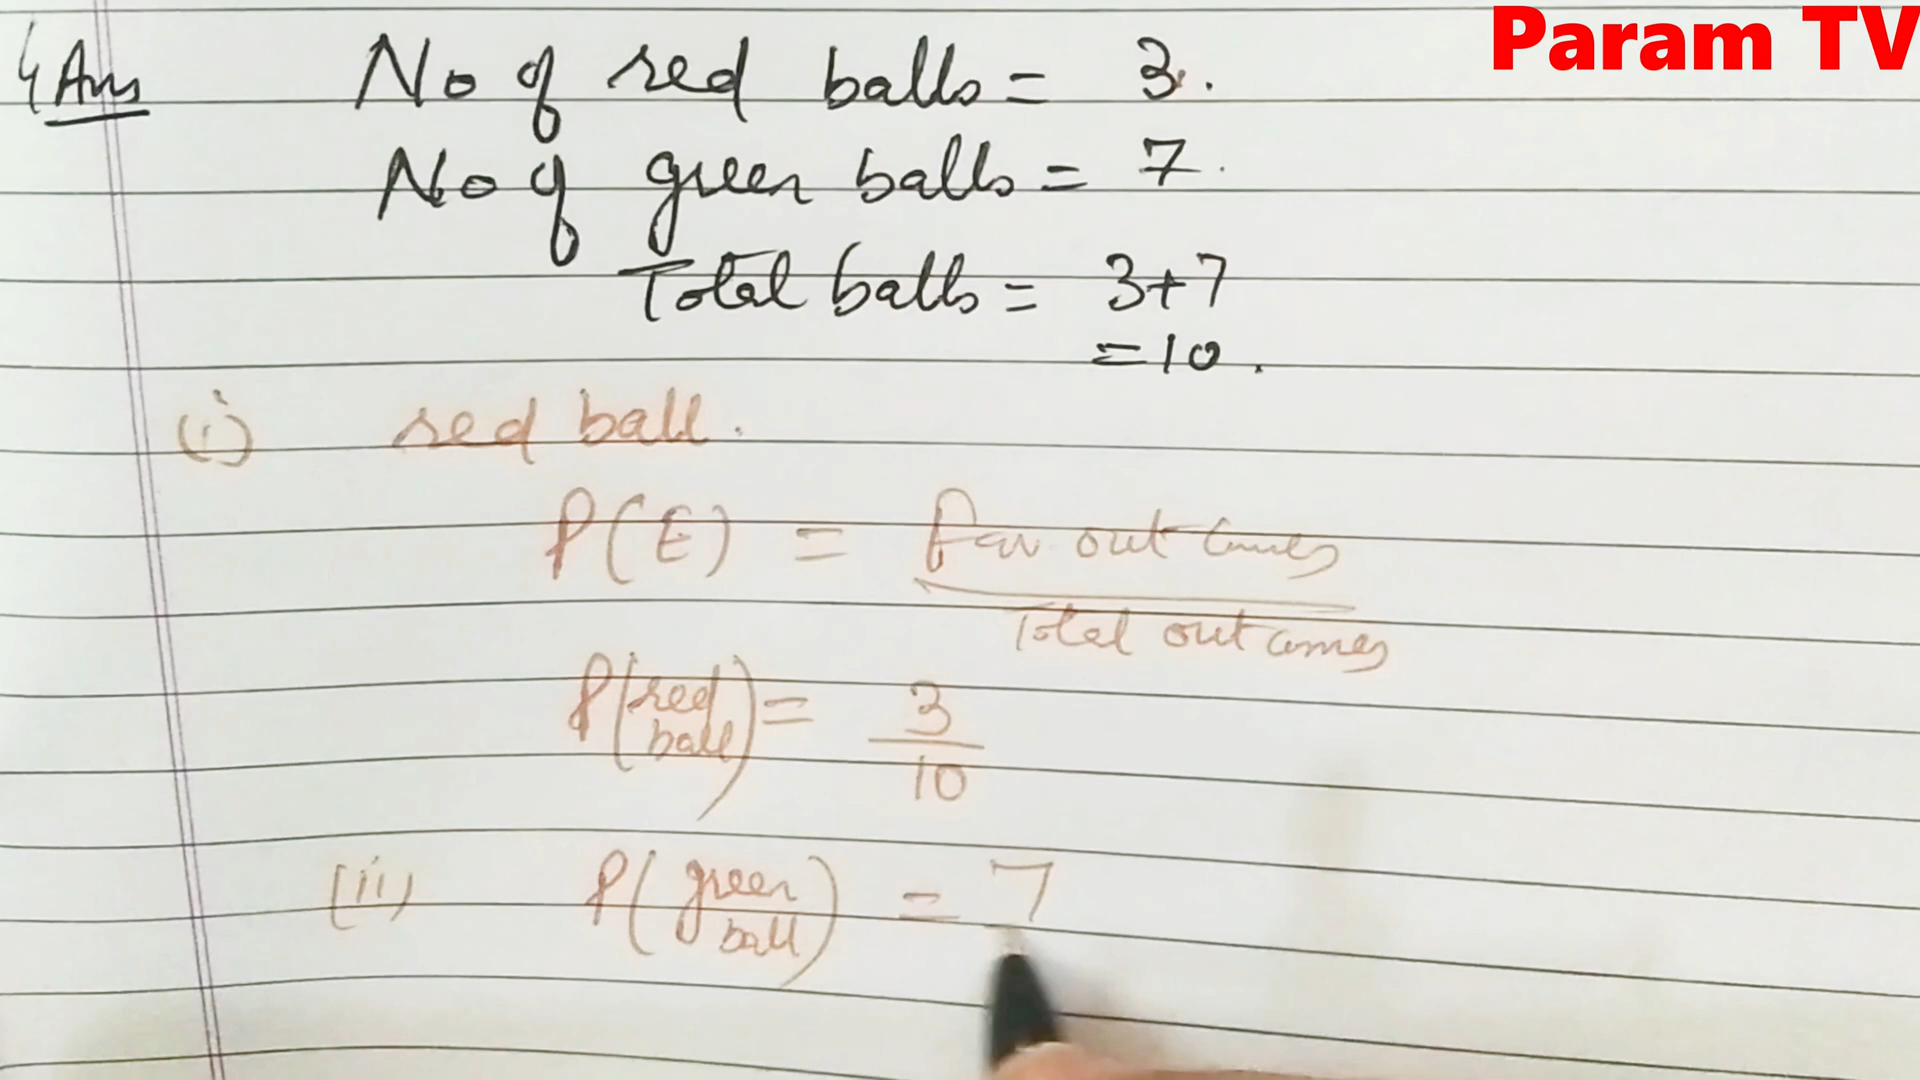 Param TV
4 Ans No of red balls = 3.
No of green balls = 7.
Total balls = 3+7
=10.
(i) red ball.
P(E) = Fav outcomes
Total outcomes
P(red ball) = 3
10
(ii) P(green ball) = 7